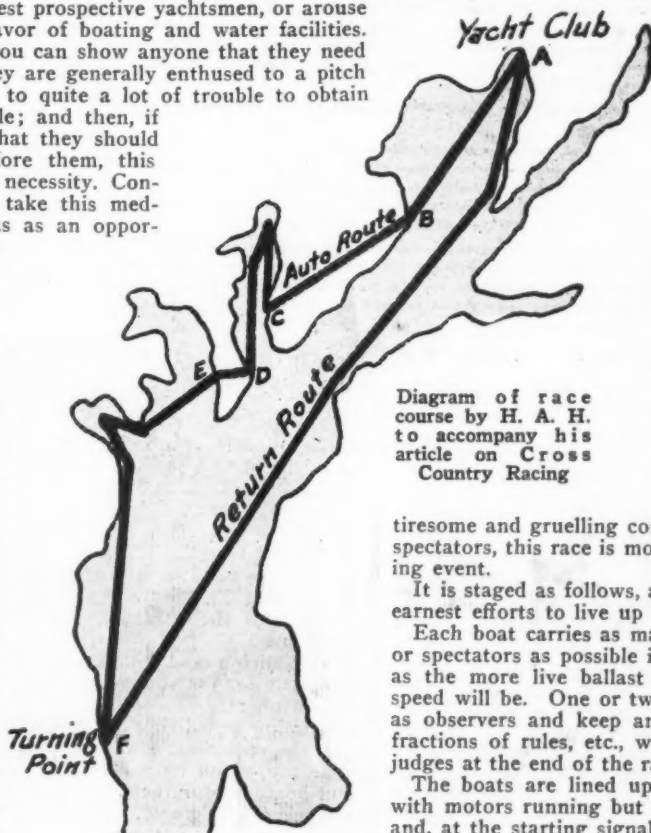 est prospective yachtsmen, or arouse
avor of boating and water facilities.
ou can show anyone that they need
ey are generally enthused to a pitch
to quite a lot of trouble to obtain
le; and then, if
hat they should
ore them, this
necessity. Con-
take this med-
s as an oppor-
Yacht Club
A
B
Auto Route
C
D
E
Return Route
Turning
Point
F
Diagram of race
course by H. A. H.
to accompany his
article on Cross
Country Racing
tiresome and gruelling co
spectators, this race is mo
ing event.
It is staged as follows, a
earnest efforts to live up
Each boat carries as ma
or spectators as possible i
as the more live ballast
speed will be. One or tw
as observers and keep an
fractions of rules, etc., w
judges at the end of the ra
The boats are lined up
with motors running but
and, at the starting signal